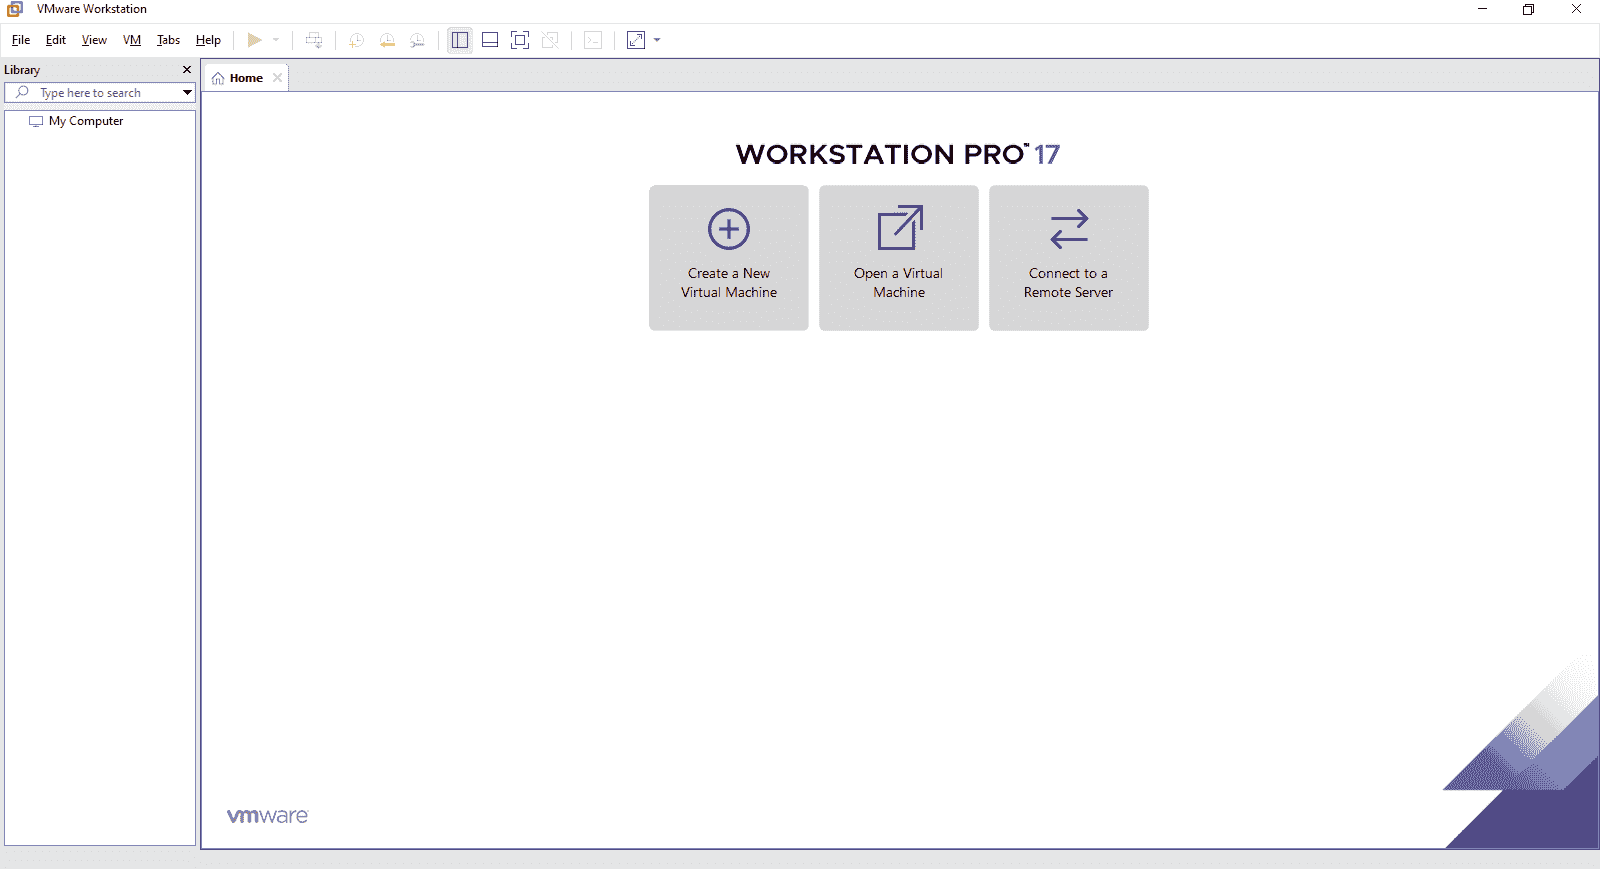 VMware Workstation
File Edit View VM Tabs Help
Library
Type here to search
My Computer
Home
WORKSTATION PRO™ 17
Create a New
Virtual Machine
Open a Virtual
Machine
Connect to a
Remote Server
vmware